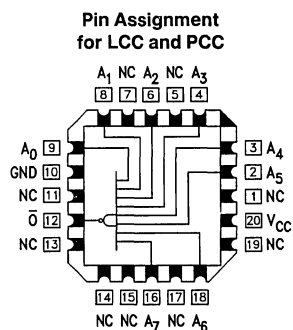 Pin Assignment
for LCC and PCC
A1 NC A2 NC A3
8 7 6 5 4
A0 9
GND 10
NC 11
O̅ 12
NC 13
3 A4
2 A5
1 NC
20 VCC
19 NC
14 15 16 17 18
NC NC A7 NC A6